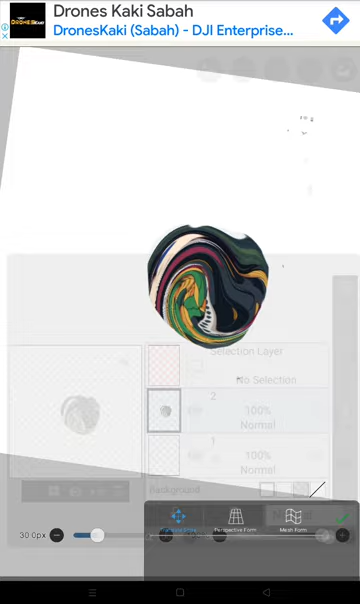 Drones Kaki Sabah
DronesKaki (Sabah) - DJI Enterprise...
Selection Layer
No Selection
2
100%
Normal
1
100%
Normal
Background
Perspective Form
Mesh Form
30.0px